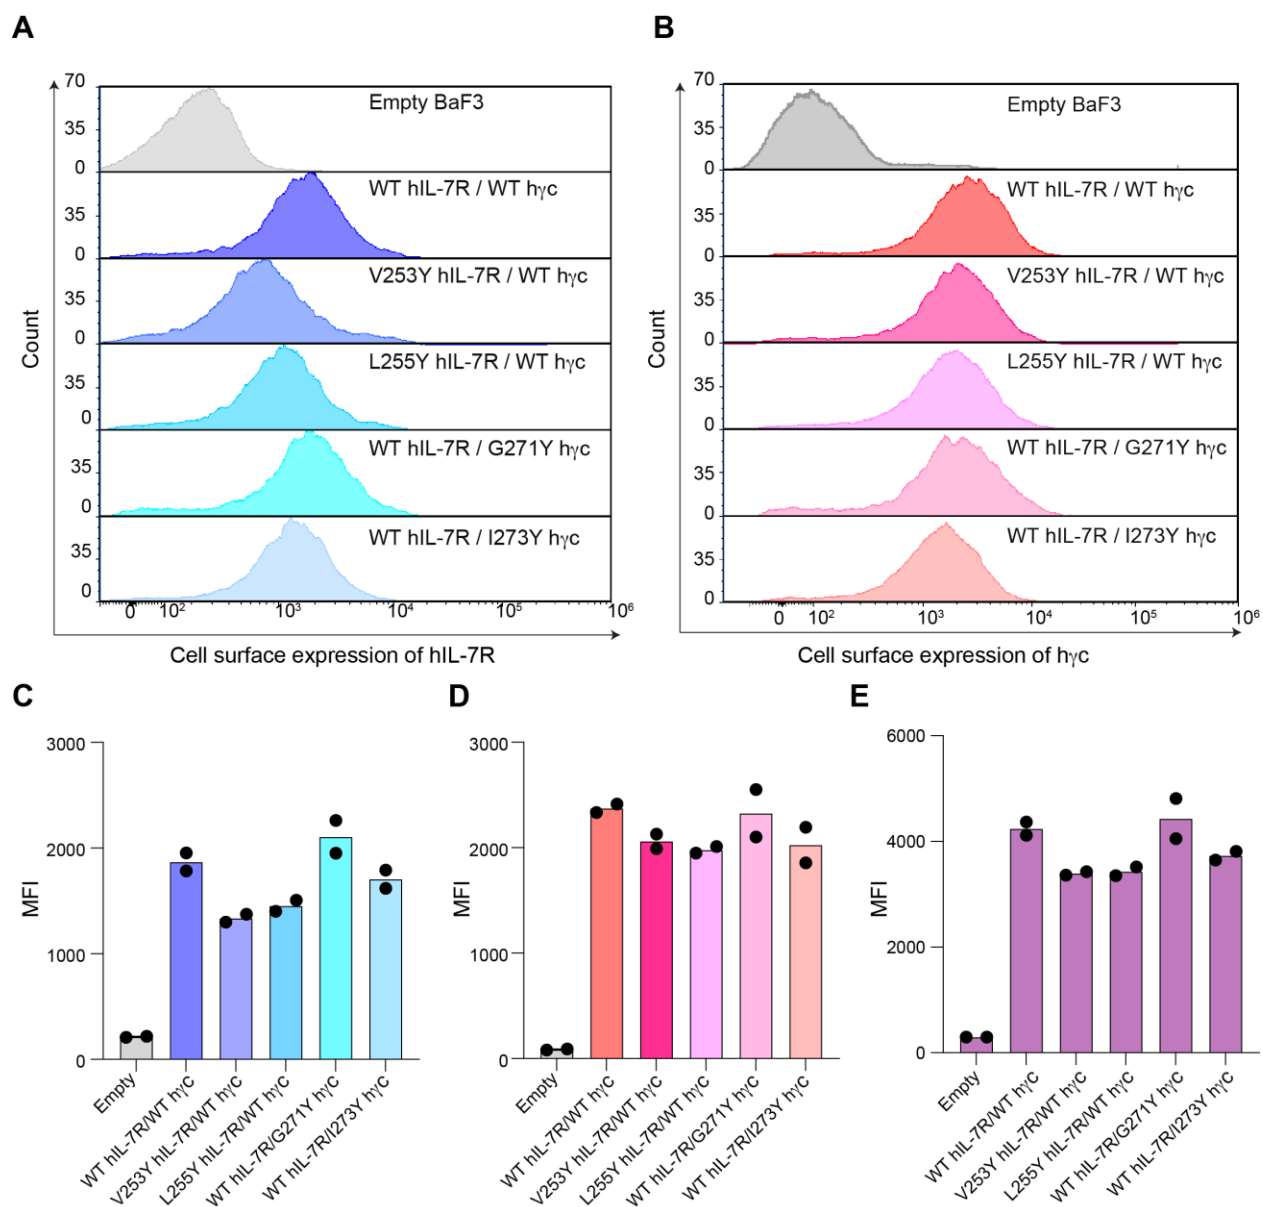 A
B
70
35
0
Empty BaF3
35
0
WT hIL-7R / WT hγc
35
0
V253Y hIL-7R / WT hγc
35
0
L255Y hIL-7R / WT hγc
35
0
WT hIL-7R / G271Y hγc
35
0
WT hIL-7R / I273Y hγc
Count
0 10² 10³ 10⁴ 10⁵ 10⁶
Cell surface expression of hIL-7R
70
35
0
Empty BaF3
35
0
WT hIL-7R / WT hγc
35
0
V253Y hIL-7R / WT hγc
35
0
L255Y hIL-7R / WT hγc
35
0
WT hIL-7R / G271Y hγc
35
0
WT hIL-7R / I273Y hγc
Count
0 10² 10³ 10⁴ 10⁵ 10⁶
Cell surface expression of hγc
C
3000
2000
1000
0
MFI
Empty
WT hIL-7R/WT hγc
V253Y hIL-7R/WT hγc
L255Y hIL-7R/WT hγc
WT hIL-7R/G271Y hγc
WT hIL-7R/I273Y hγc
D
3000
2000
1000
0
MFI
Empty
WT hIL-7R/WT hγc
V253Y hIL-7R/WT hγc
L255Y hIL-7R/WT hγc
WT hIL-7R/G271Y hγc
WT hIL-7R/I273Y hγc
E
6000
4000
2000
0
MFI
Empty
WT hIL-7R/WT hγc
V253Y hIL-7R/WT hγc
L255Y hIL-7R/WT hγc
WT hIL-7R/G271Y hγc
WT hIL-7R/I273Y hγc